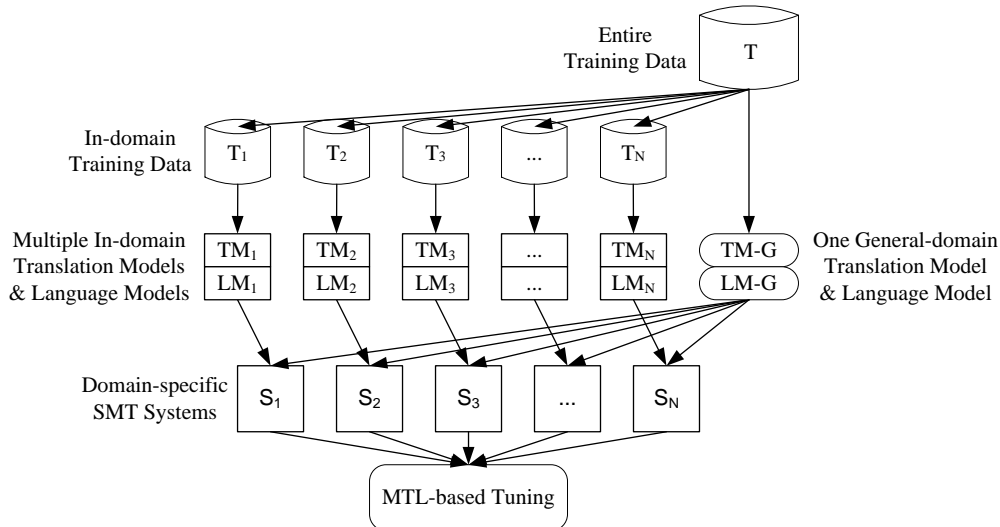 Entire
Training Data
T
In-domain
Training Data
T1
T2
T3
...
TN
Multiple In-domain
Translation Models
& Language Models
TM1
TM2
TM3
...
TMN
TM-G
LM1
LM2
LM3
...
LMN
LM-G
One General-domain
Translation Model
& Language Model
Domain-specific
SMT Systems
S1
S2
S3
...
SN
MTL-based Tuning